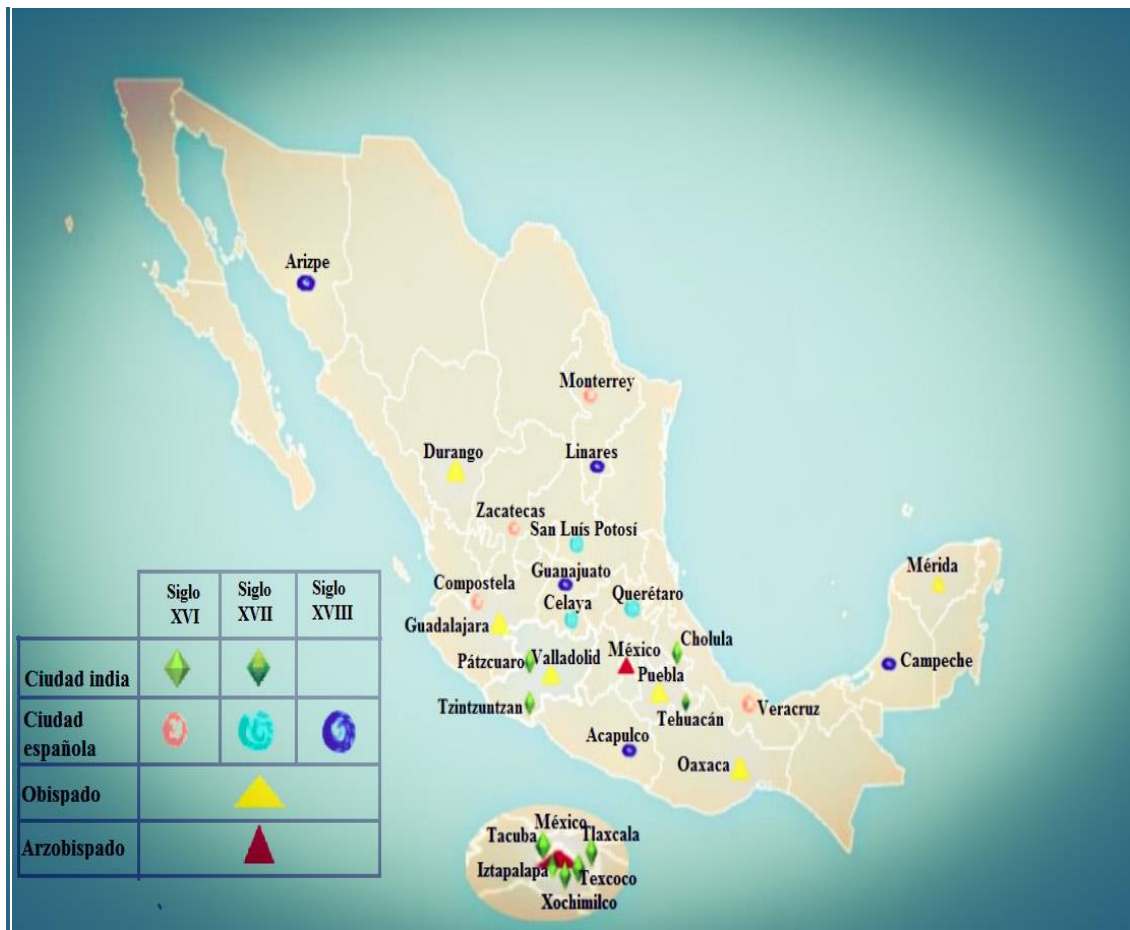 Arizpe
Monterrey
Durango
Linares
Zacatecas
San Luís Potosí
Mérida
Compostela
Guanajuato
Querétaro
Celaya
Guadalajara
Cholula
México
Pátzcuaro
Valladolid
Campeche
Puebla
Tzintzuntzan
Tehuacán
Veracruz
Acapulco
Oaxaca
México
Tacuba
Tlaxcala
Iztapalapa
Texcoco
Xochimilco
Siglo
XVI
Siglo
XVII
Siglo
XVIII
Ciudad india
Ciudad
española
Obispado
Arzobispado